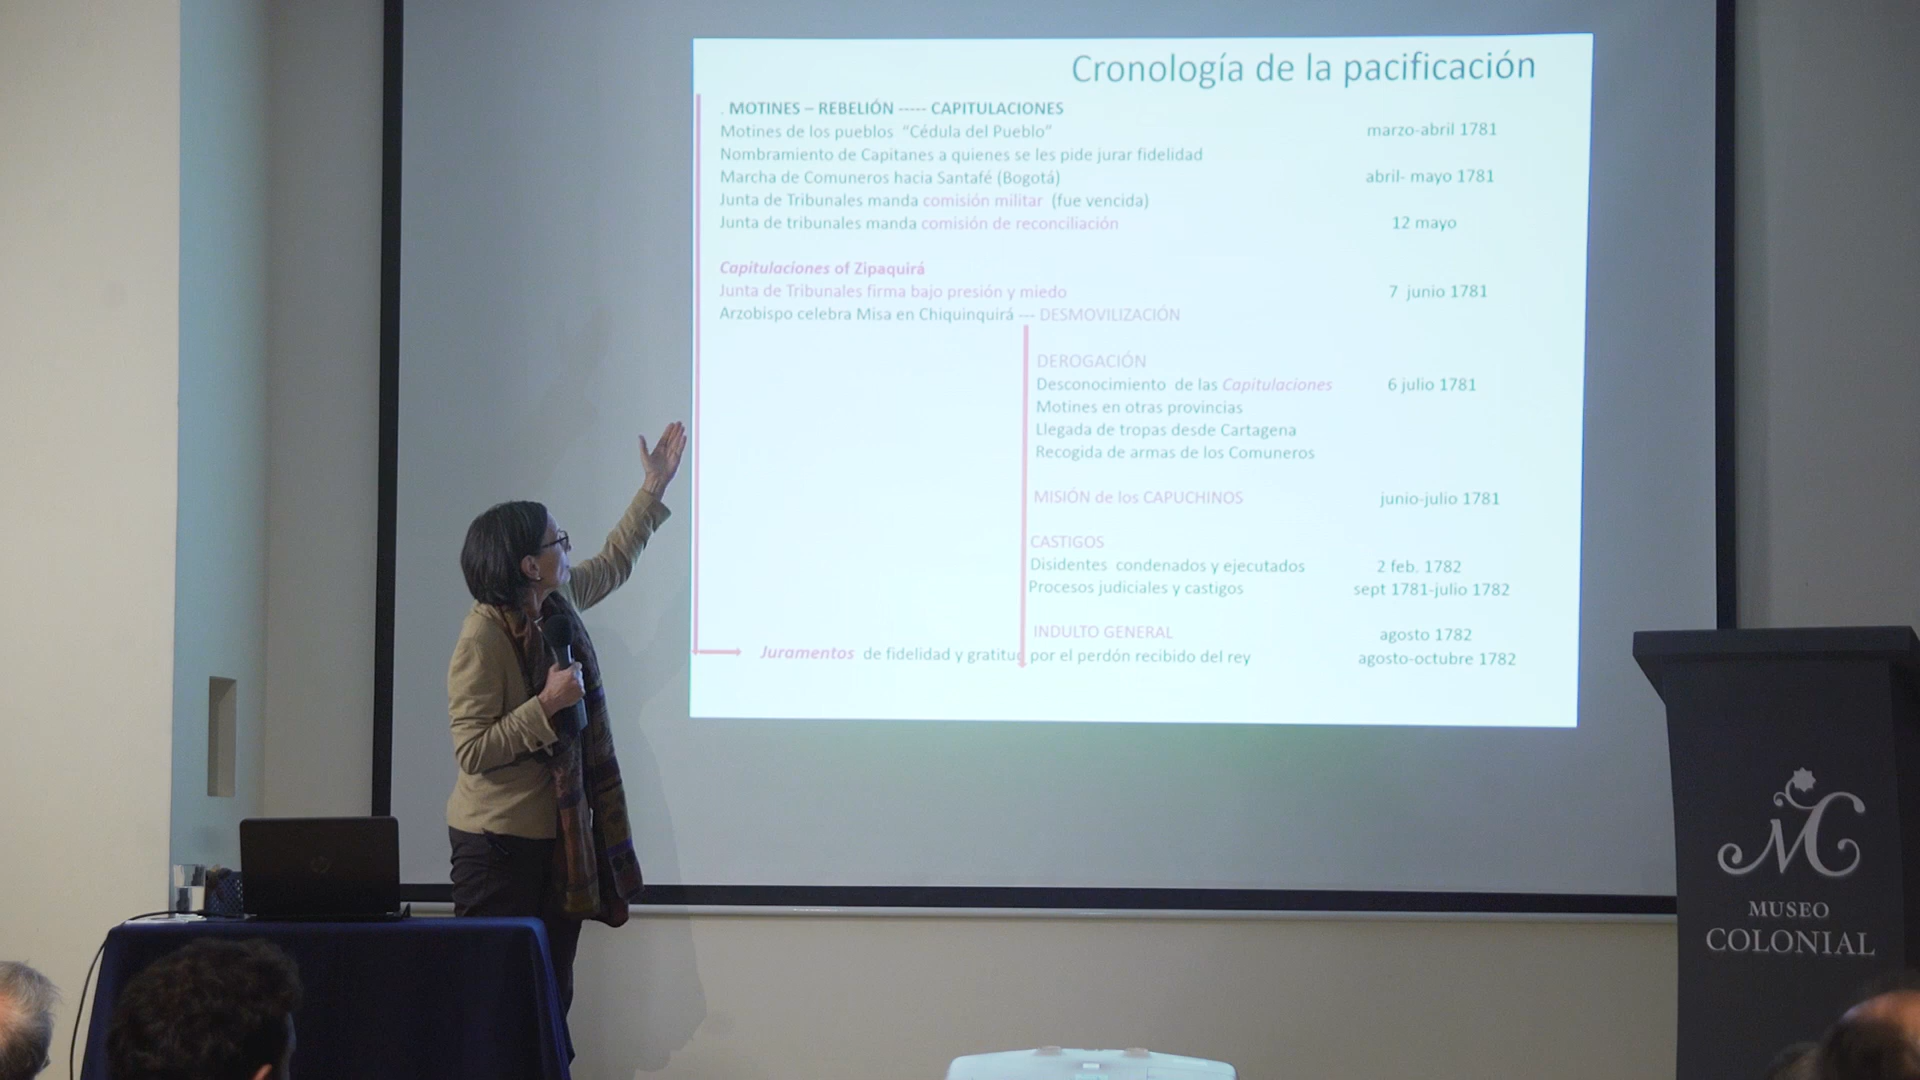 Cronología de la pacificación
. MOTINES – REBELIÓN ----- CAPITULACIONES
Motines de los pueblos "Cédula del Pueblo" marzo-abril 1781
Nombramiento de Capitanes a quienes se les pide jurar fidelidad
Marcha de Comuneros hacia Santafé (Bogotá) abril- mayo 1781
Junta de Tribunales manda comisión militar (fue vencida)
Junta de tribunales manda comisión de reconciliación 12 mayo
Capitulaciones of Zipaquirá
Junta de Tribunales firma bajo presión y miedo 7 junio 1781
Arzobispo celebra Misa en Chiquinquirá --- DESMOVILIZACIÓN
DEROGACIÓN
Desconocimiento de las Capitulaciones 6 julio 1781
Motines en otras provincias
Llegada de tropas desde Cartagena
Recogida de armas de los Comuneros
MISIÓN de los CAPUCHINOS junio-julio 1781
CASTIGOS
Disidentes condenados y ejecutados 2 feb. 1782
Procesos judiciales y castigos sept 1781-julio 1782
INDULTO GENERAL agosto 1782
Juramentos de fidelidad y gratitud por el perdón recibido del rey agosto-octubre 1782
MC
MUSEO
COLONIAL